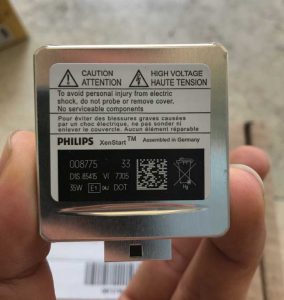 CAUTION HIGH VOLTAGE
ATTENTION HAUTE TENSION
To avoid personal injury from electric
shock, do not probe or remove cover.
No serviceable components
Pour éviter des blessures graves causées
par un choc électrique, ne pas sonder ni
enlever le couvercle. Aucun élément réparable
PHILIPS XenStart™ Assembled in Germany
008775 33
D1S 85415 VI 7305
35W E1 DOT